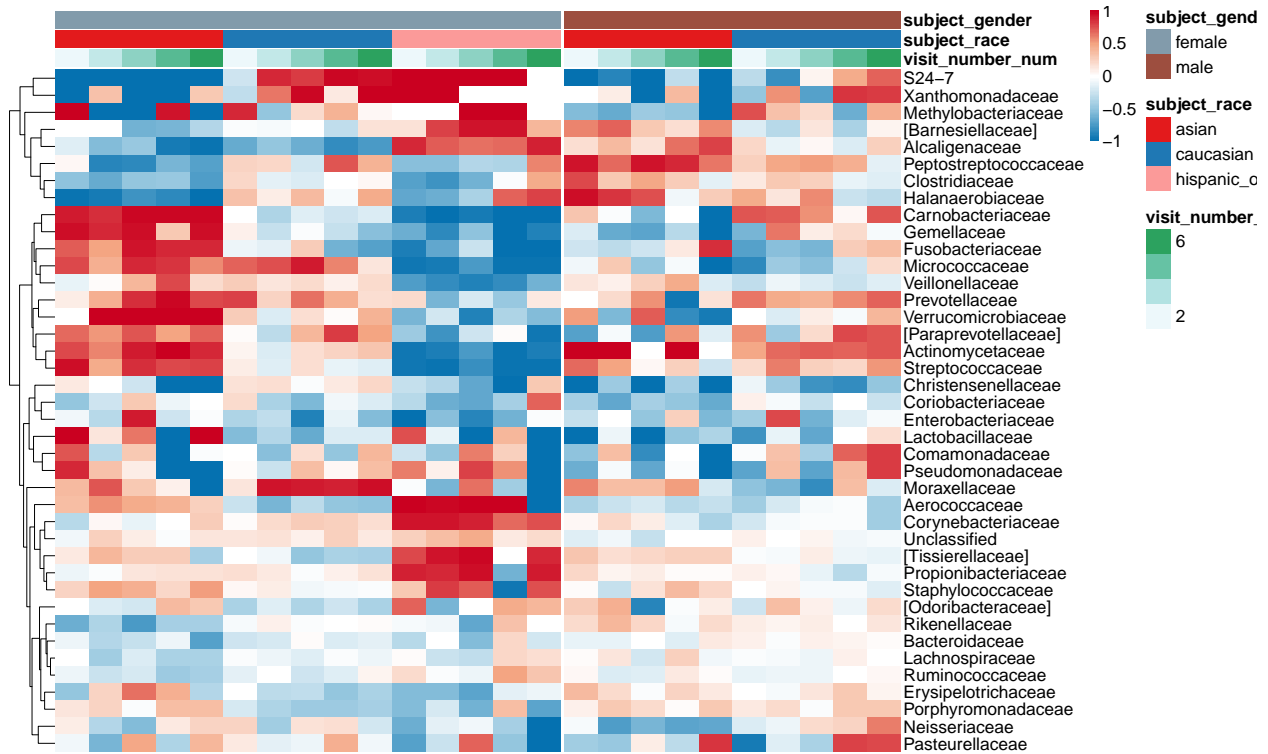 subject_gender
subject_race
visit_number_num
S24−7
Xanthomonadaceae
Methylobacteriaceae
[Barnesiellaceae]
Alcaligenaceae
Peptostreptococcaceae
Clostridiaceae
Halanaerobiaceae
Carnobacteriaceae
Gemellaceae
Fusobacteriaceae
Micrococcaceae
Veillonellaceae
Prevotellaceae
Verrucomicrobiaceae
[Paraprevotellaceae]
Actinomycetaceae
Streptococcaceae
Christensenellaceae
Coriobacteriaceae
Enterobacteriaceae
Lactobacillaceae
Comamonadaceae
Pseudomonadaceae
Moraxellaceae
Aerococcaceae
Corynebacteriaceae
Unclassified
[Tissierellaceae]
Propionibacteriaceae
Staphylococcaceae
[Odoribacteraceae]
Rikenellaceae
Bacteroidaceae
Lachnospiraceae
Ruminococcaceae
Erysipelotrichaceae
Porphyromonadaceae
Neisseriaceae
Pasteurellaceae
1
0.5
0
−0.5
−1
subject_gend
female
male
subject_race
asian
caucasian
hispanic_o
visit_number_
6
2